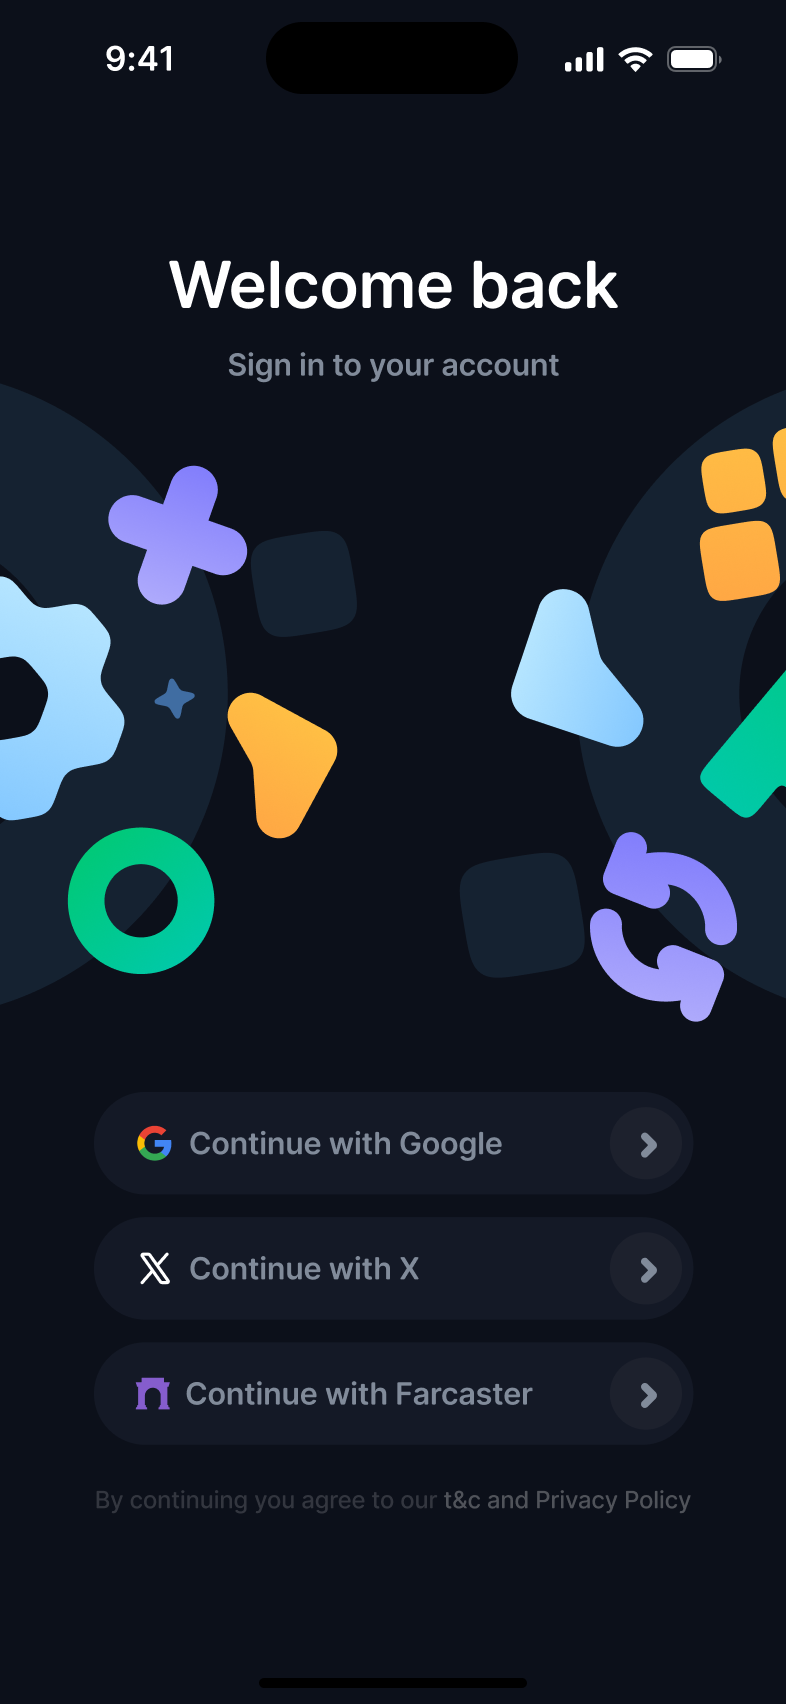 9:41
Welcome back
Sign in to your account
Continue with Google
Continue with X
Continue with Farcaster
By continuing you agree to our t&c and Privacy Policy